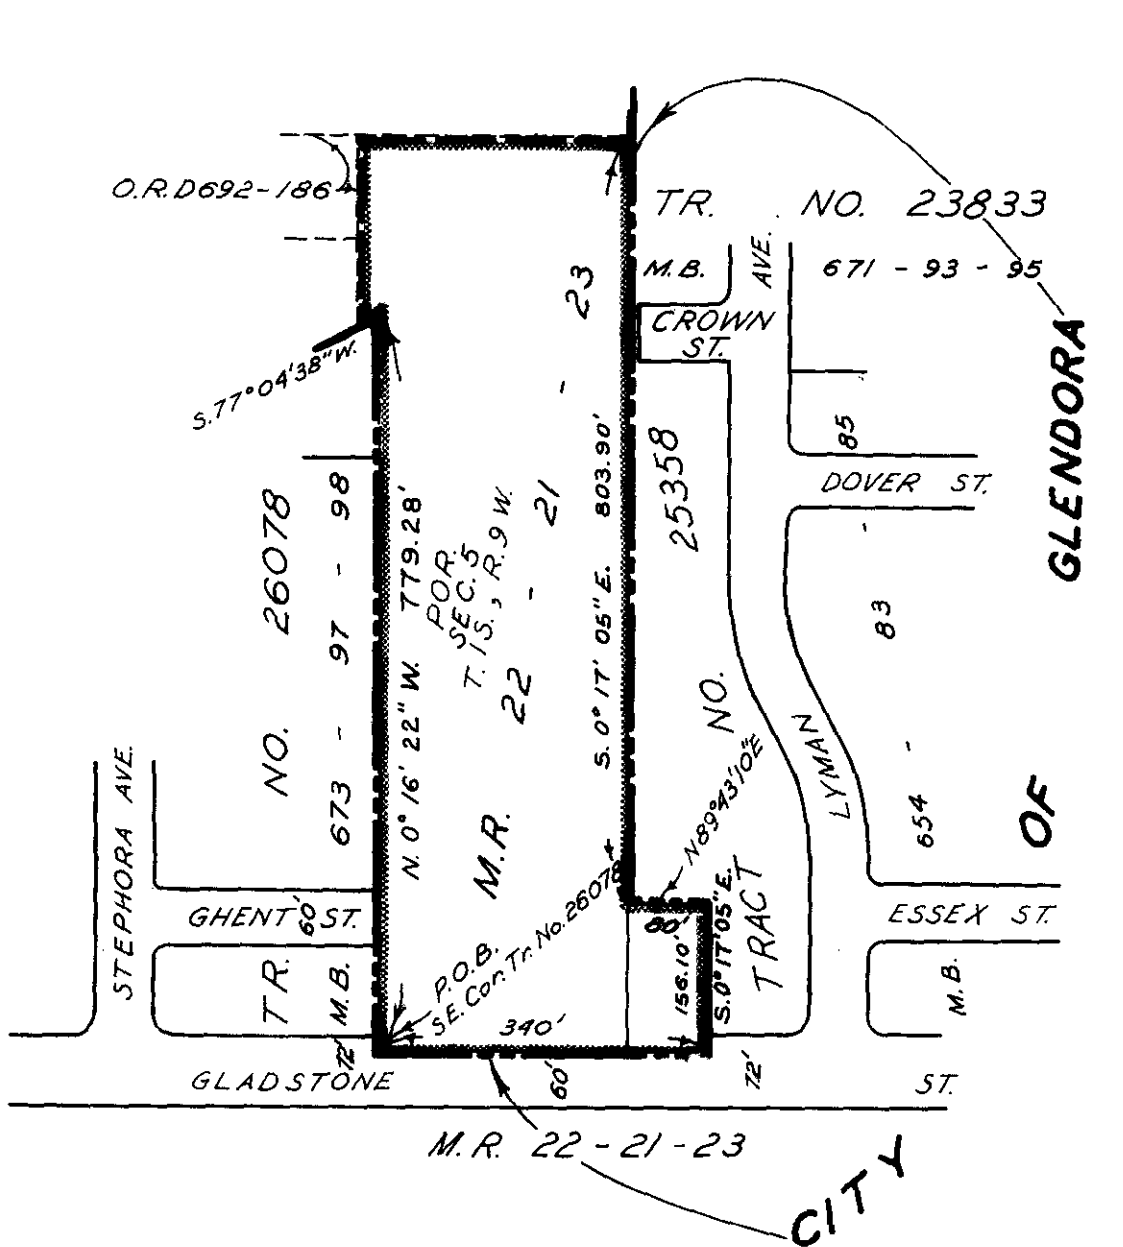 O.R. D692-186
TR. NO. 23833
M.B. 671 - 93 - 95
AVE.
CROWN
ST.
S.77°04'38"W.
85
DOVER ST.
GLENDORA
23
-
21
-
22
M.R.
803.90'
S. 0° 17' 05" E.
25358
NO.
TRACT
779.28'
N. 0° 16' 22" W.
POR.
SEC. 5
T. 1S., R. 9 W.
NO. 26078
673 - 97 - 98
83
-
654
LYMAN
OF
N89°43'10"E
STEPHORA AVE.
GHENT ST.
60'
ESSEX ST.
80'
156.10'
S. 0° 17' 05" E.
P.O.B.
SE. Cor. Tr. No. 26078
TR.
M.B.
M.B.
340'
72'
60'
72'
GLADSTONE ST.
M.R. 22-21-23
CITY